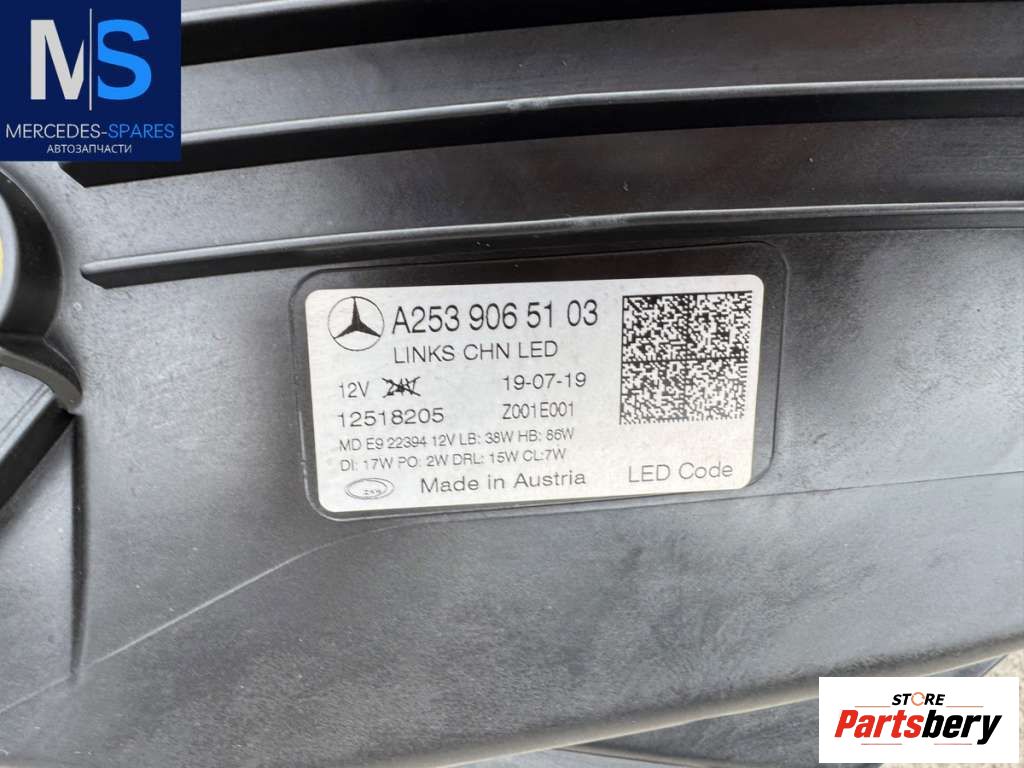 MS
MERCEDES-SPARES
АВТОЗАПЧАСТИ
A253 906 51 03
LINKS CHN LED
12V 24V 19-07-19
12518205 Z001E001
MD E9 22394 12V LB: 38W HB: 86W
DI: 17W PO: 2W DRL: 15W CL:7W
Made in Austria LED Code
STORE
Partsbery